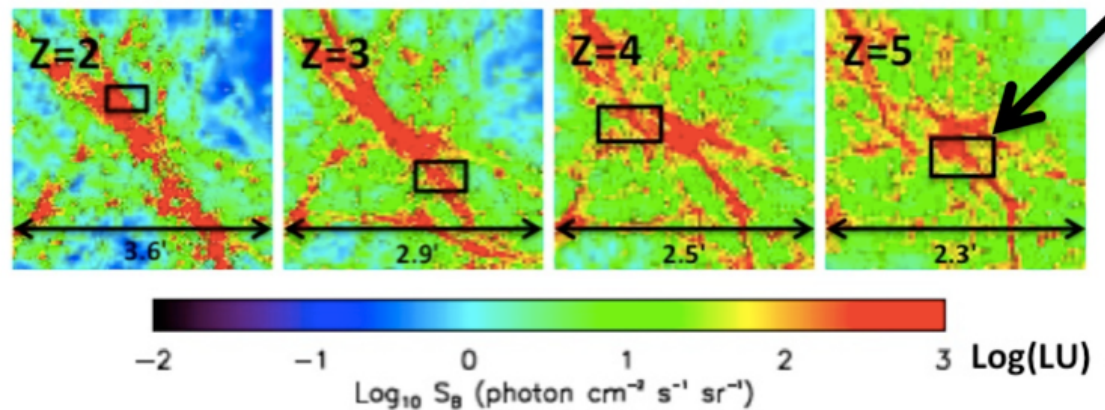 Z=2 Z=3 Z=4 Z=5
3.6' 2.9' 2.5' 2.3'
−2 −1 0 1 2 3 Log(LU)
Log₁₀ S_B (photon cm⁻² s⁻¹ sr⁻¹)